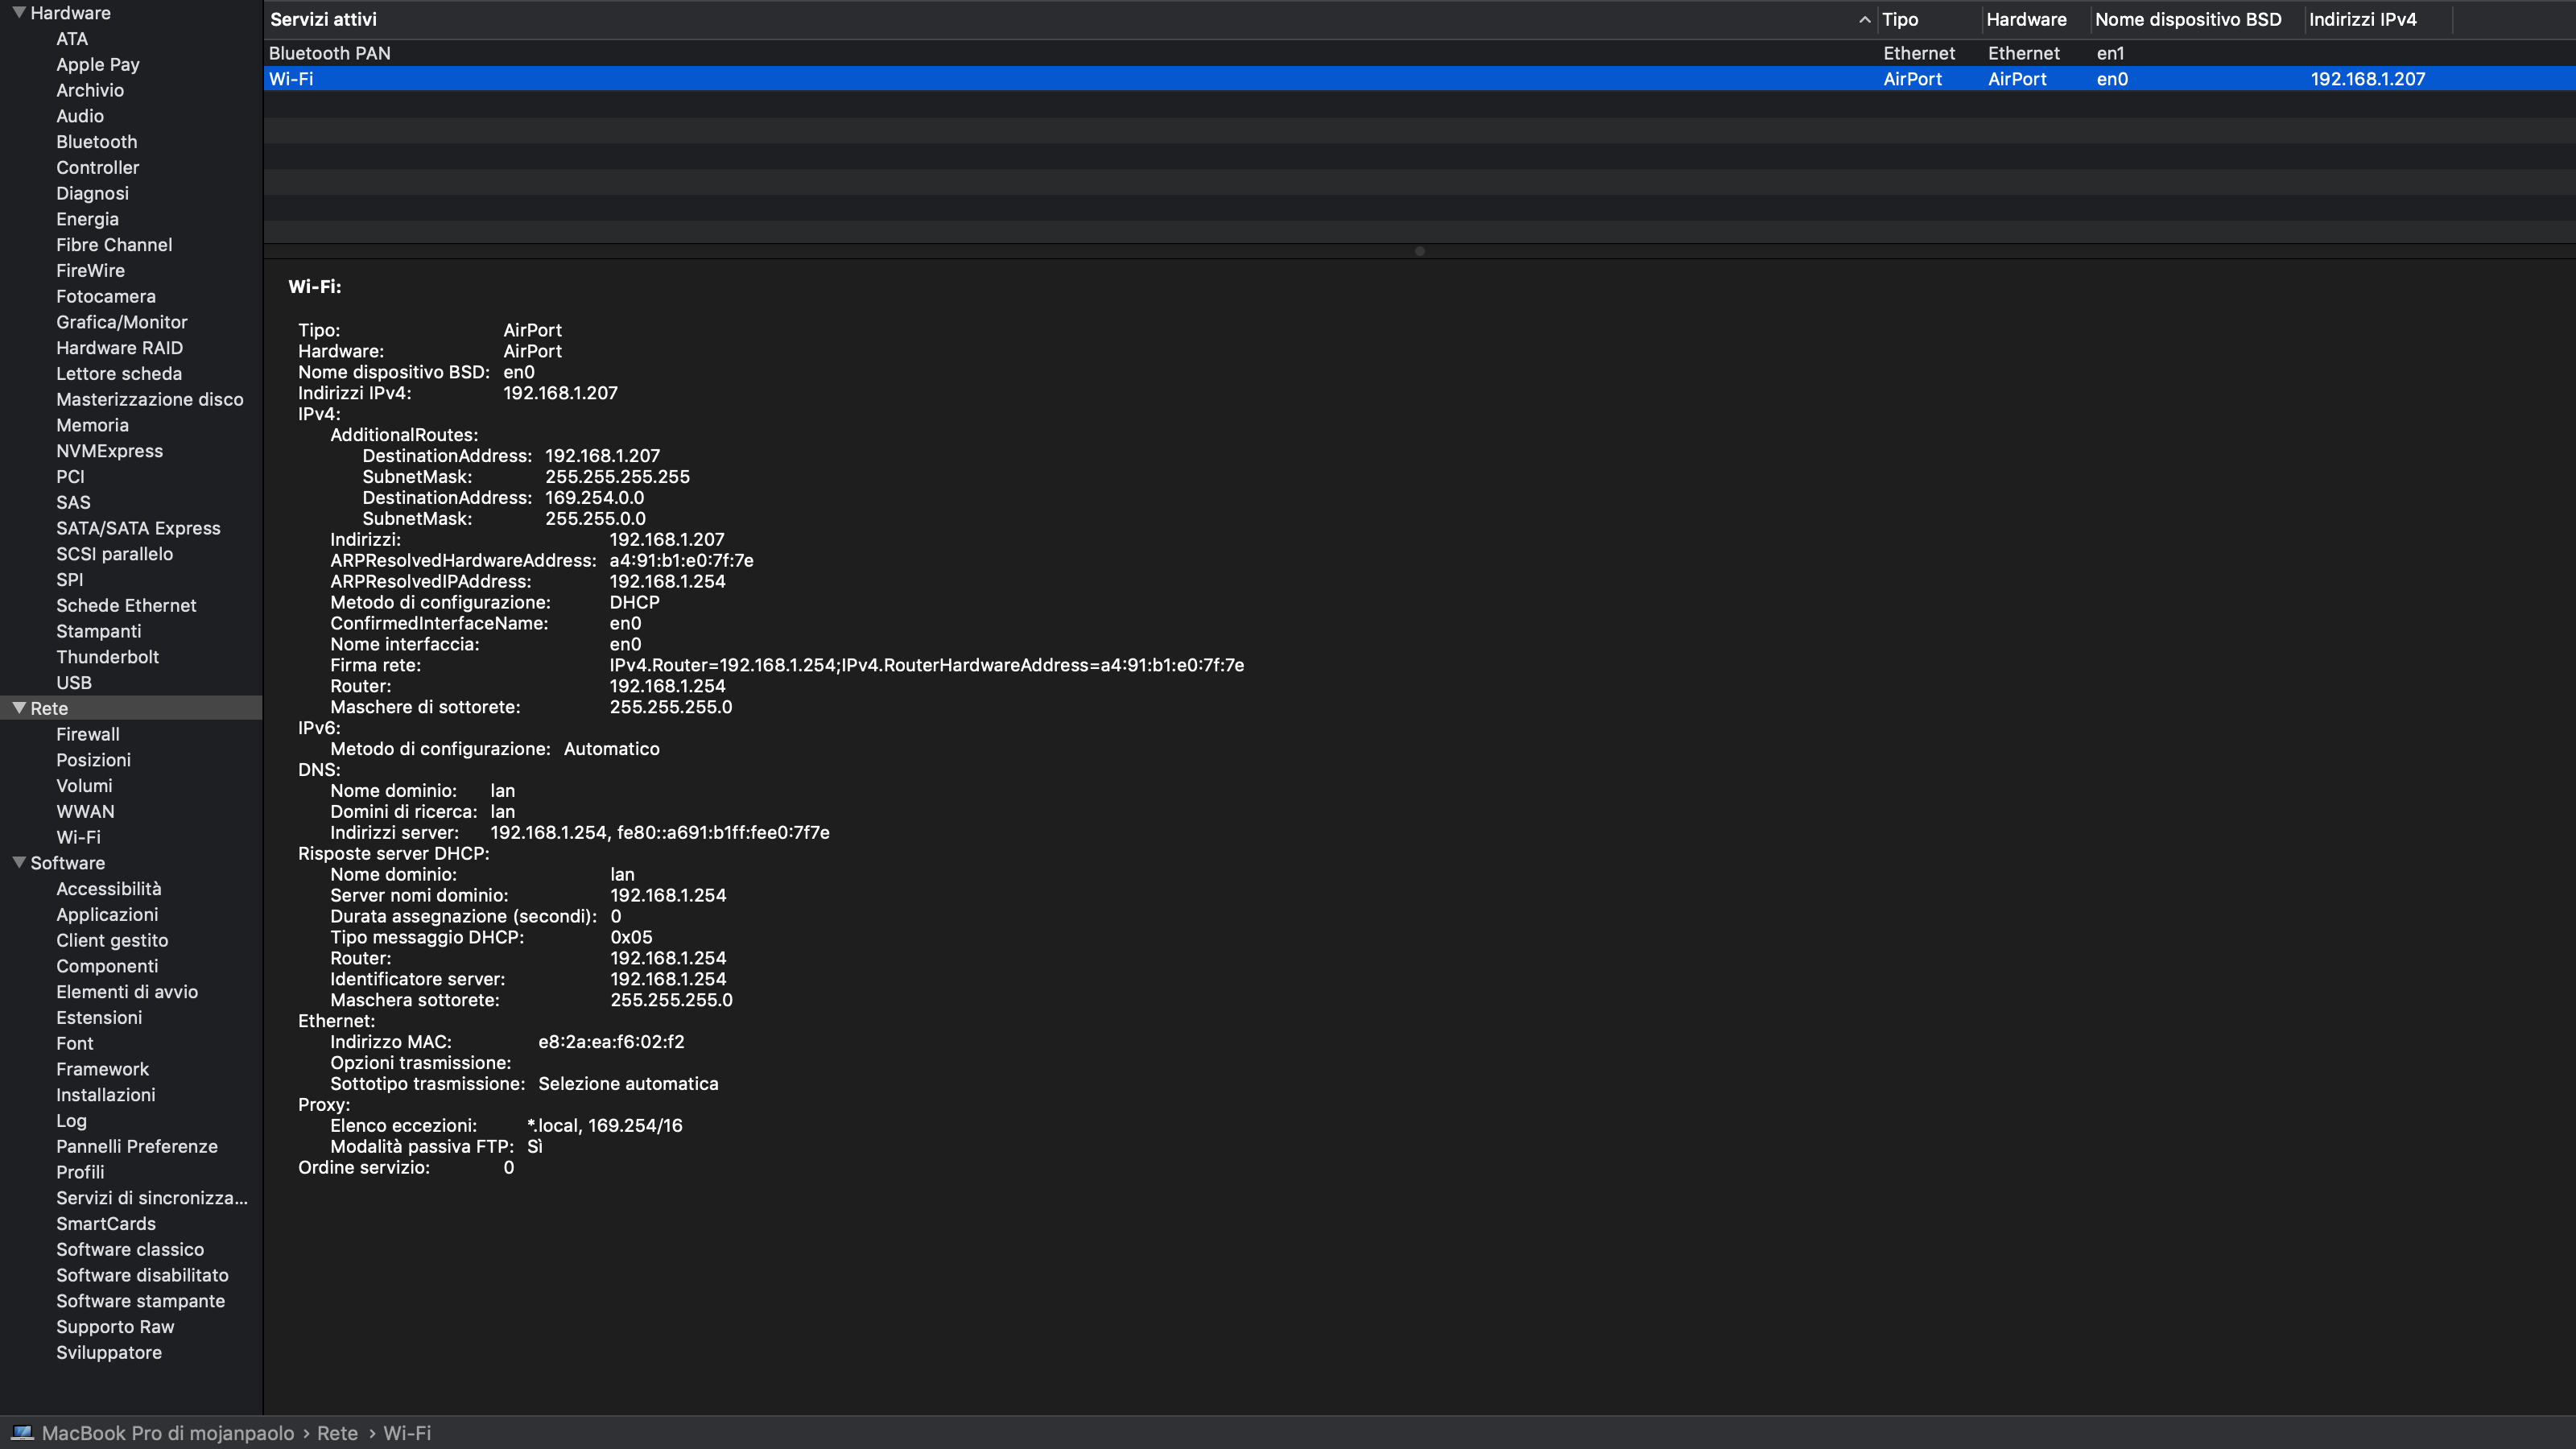 Hardware
ATA
Apple Pay
Archivio
Audio
Bluetooth
Controller
Diagnosi
Energia
Fibre Channel
FireWire
Fotocamera
Grafica/Monitor
Hardware RAID
Lettore scheda
Masterizzazione disco
Memoria
NVMExpress
PCI
SAS
SATA/SATA Express
SCSI parallelo
SPI
Schede Ethernet
Stampanti
Thunderbolt
USB
Rete
Firewall
Posizioni
Volumi
WWAN
Wi-Fi
Software
Accessibilità
Applicazioni
Client gestito
Componenti
Elementi di avvio
Estensioni
Font
Framework
Installazioni
Log
Pannelli Preferenze
Profili
Servizi di sincronizza...
SmartCards
Software classico
Software disabilitato
Software stampante
Supporto Raw
Sviluppatore
Servizi attivi Tipo Hardware Nome dispositivo BSD Indirizzi IPv4
Bluetooth PAN Ethernet Ethernet en1
Wi-Fi AirPort AirPort en0 192.168.1.207
Wi-Fi:
Tipo: AirPort
Hardware: AirPort
Nome dispositivo BSD: en0
Indirizzi IPv4: 192.168.1.207
IPv4:
AdditionalRoutes:
DestinationAddress: 192.168.1.207
SubnetMask: 255.255.255.255
DestinationAddress: 169.254.0.0
SubnetMask: 255.255.0.0
Indirizzi: 192.168.1.207
ARPResolvedHardwareAddress: a4:91:b1:e0:7f:7e
ARPResolvedIPAddress: 192.168.1.254
Metodo di configurazione: DHCP
ConfirmedInterfaceName: en0
Nome interfaccia: en0
Firma rete: IPv4.Router=192.168.1.254;IPv4.RouterHardwareAddress=a4:91:b1:e0:7f:7e
Router: 192.168.1.254
Maschere di sottorete: 255.255.255.0
IPv6:
Metodo di configurazione: Automatico
DNS:
Nome dominio: lan
Domini di ricerca: lan
Indirizzi server: 192.168.1.254, fe80::a691:b1ff:fee0:7f7e
Risposte server DHCP:
Nome dominio: lan
Server nomi dominio: 192.168.1.254
Durata assegnazione (secondi): 0
Tipo messaggio DHCP: 0x05
Router: 192.168.1.254
Identificatore server: 192.168.1.254
Maschera sottorete: 255.255.255.0
Ethernet:
Indirizzo MAC: e8:2a:ea:f6:02:f2
Opzioni trasmissione:
Sottotipo trasmissione: Selezione automatica
Proxy:
Elenco eccezioni: *.local, 169.254/16
Modalità passiva FTP: Sì
Ordine servizio: 0
MacBook Pro di mojanpaolo › Rete › Wi-Fi